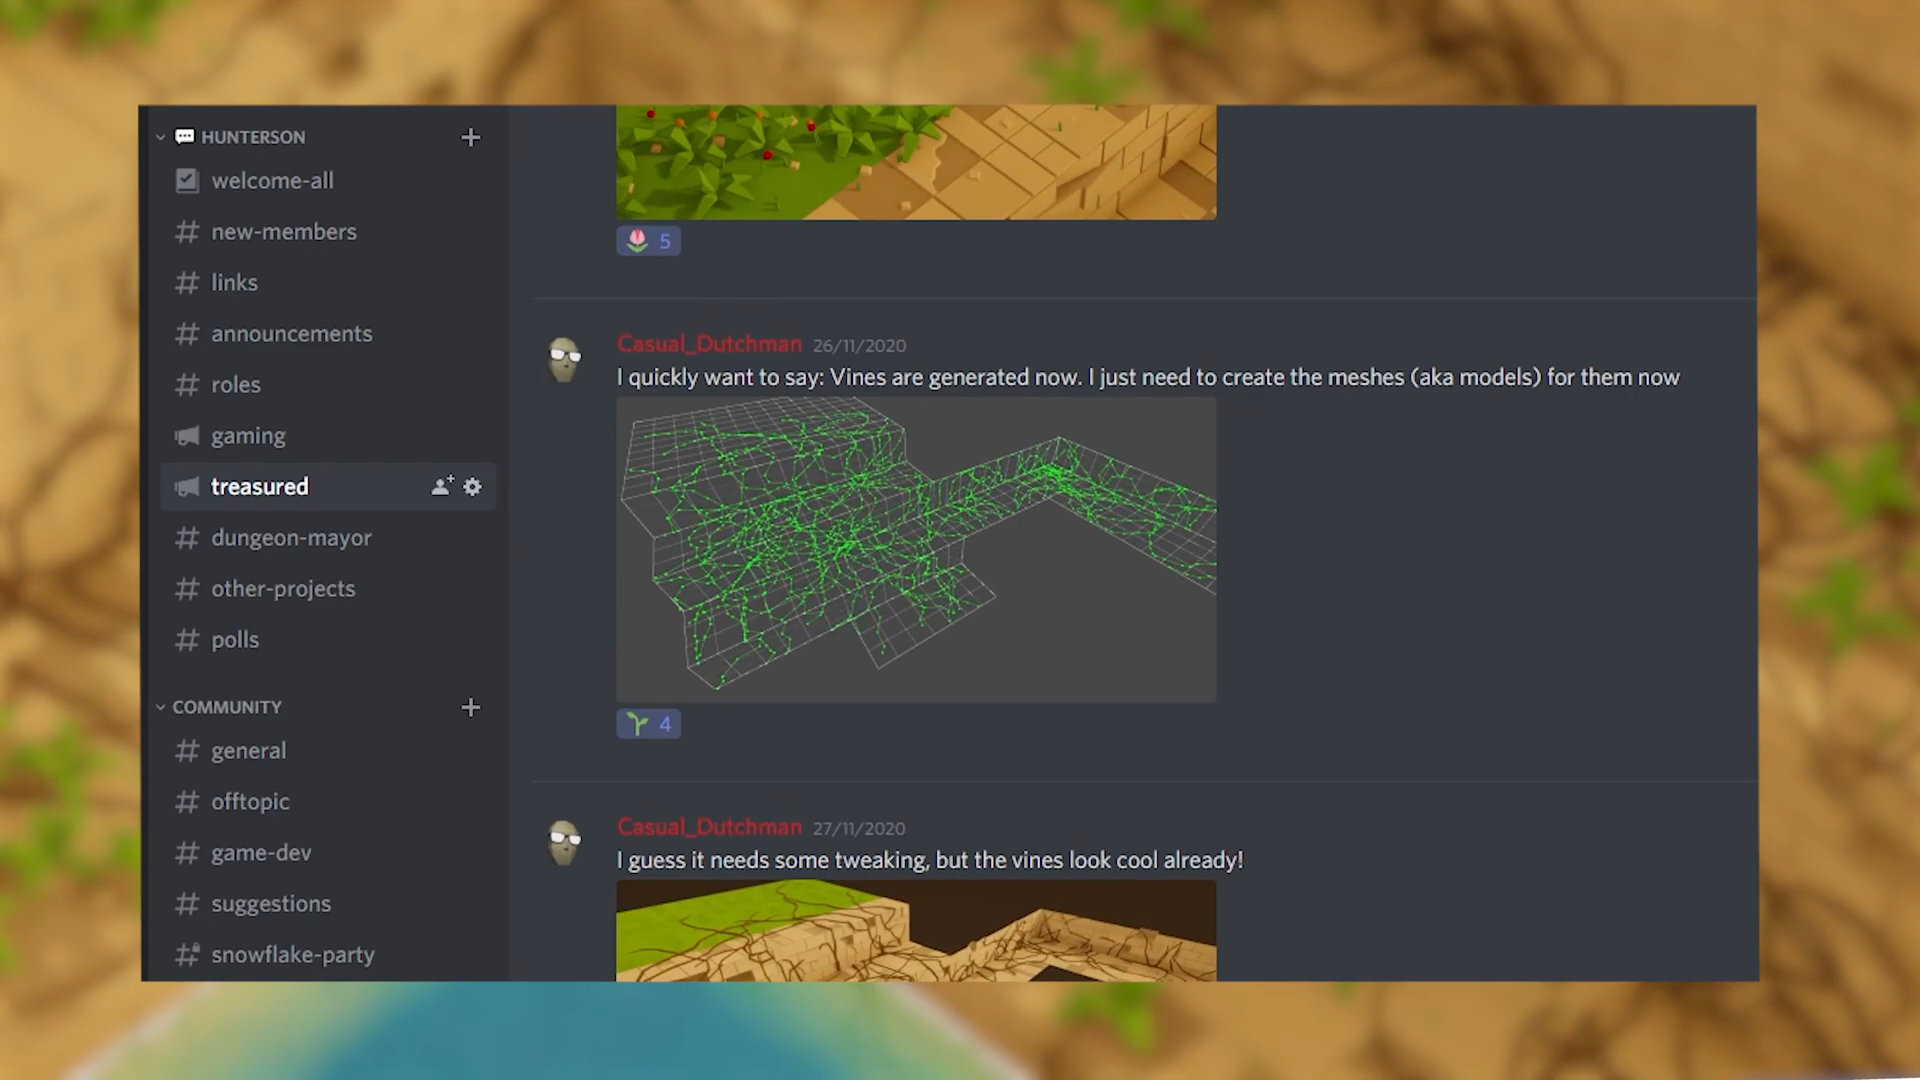 HUNTERSON
welcome-all
new-members
links
announcements
roles
gaming
treasured
dungeon-mayor
other-projects
polls
COMMUNITY
general
offtopic
game-dev
suggestions
snowflake-party
5
Casual_Dutchman 26/11/2020
I quickly want to say: Vines are generated now. I just need to create the meshes (aka models) for them now
4
Casual_Dutchman 27/11/2020
I guess it needs some tweaking, but the vines look cool already!